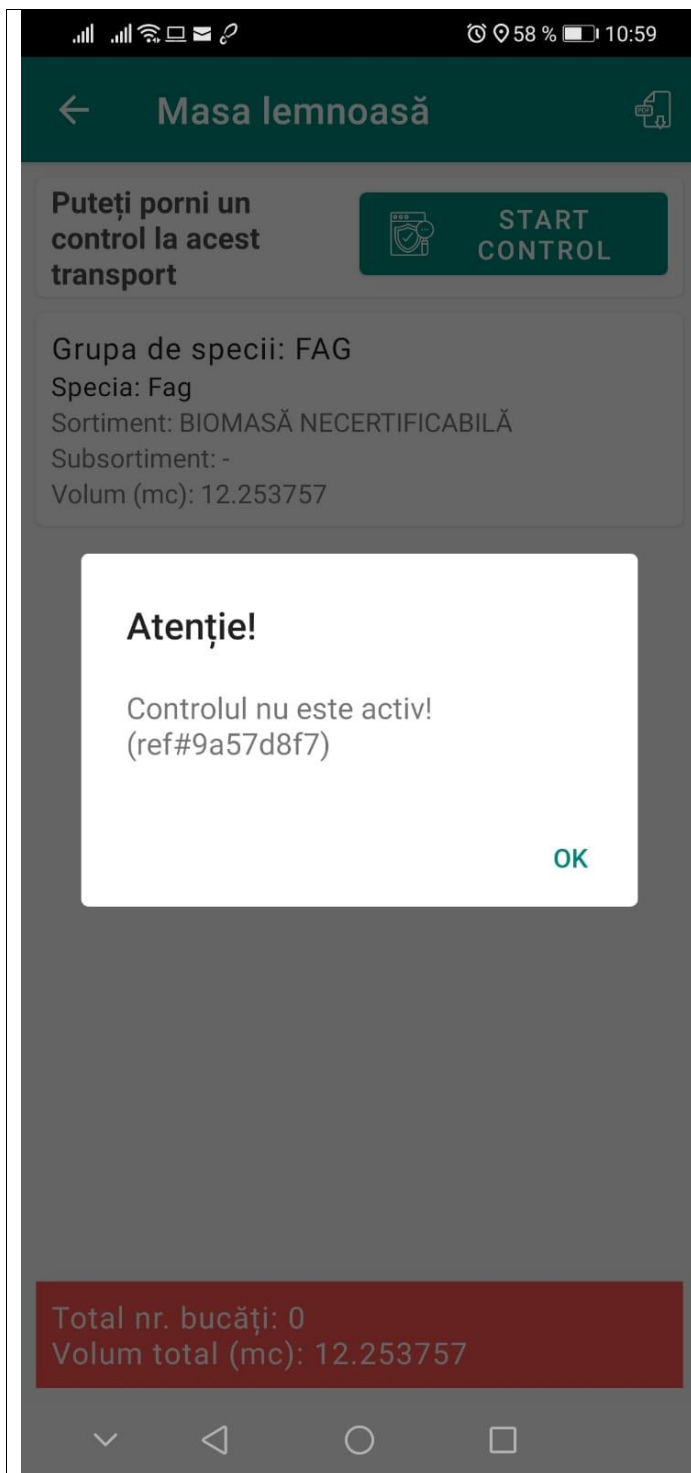 58 % 10:59
Masa lemnoasă
PDF
Puteți porni un
control la acest
transport
START
CONTROL
Grupa de specii: FAG
Specia: Fag
Sortiment: BIOMASĂ NECERTIFICABILĂ
Subsortiment: -
Volum (mc): 12.253757
Atenție!
Controlul nu este activ!
(ref#9a57d8f7)
OK
Total nr. bucăți: 0
Volum total (mc): 12.253757